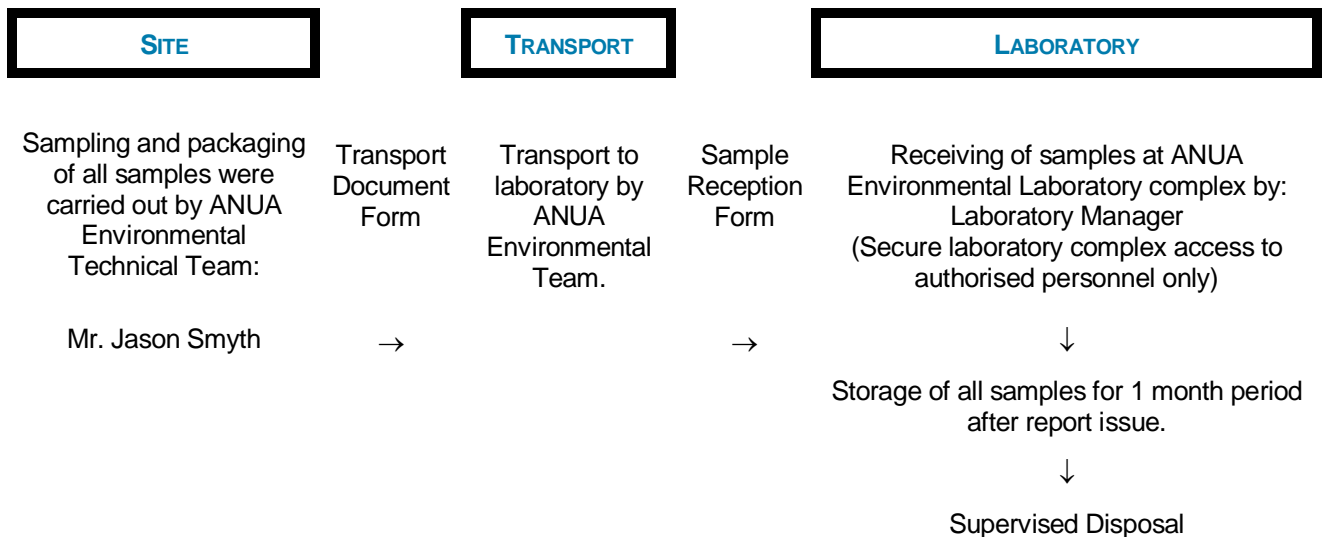 SITE
TRANSPORT
LABORATORY
Sampling and packaging
of all samples were
carried out by ANUA
Environmental
Technical Team:
Mr. Jason Smyth
Transport
Document
Form
→
Transport to
laboratory by
ANUA
Environmental
Team.
Sample
Reception
Form
→
Receiving of samples at ANUA
Environmental Laboratory complex by:
Laboratory Manager
(Secure laboratory complex access to
authorised personnel only)
↓
Storage of all samples for 1 month period
after report issue.
↓
Supervised Disposal